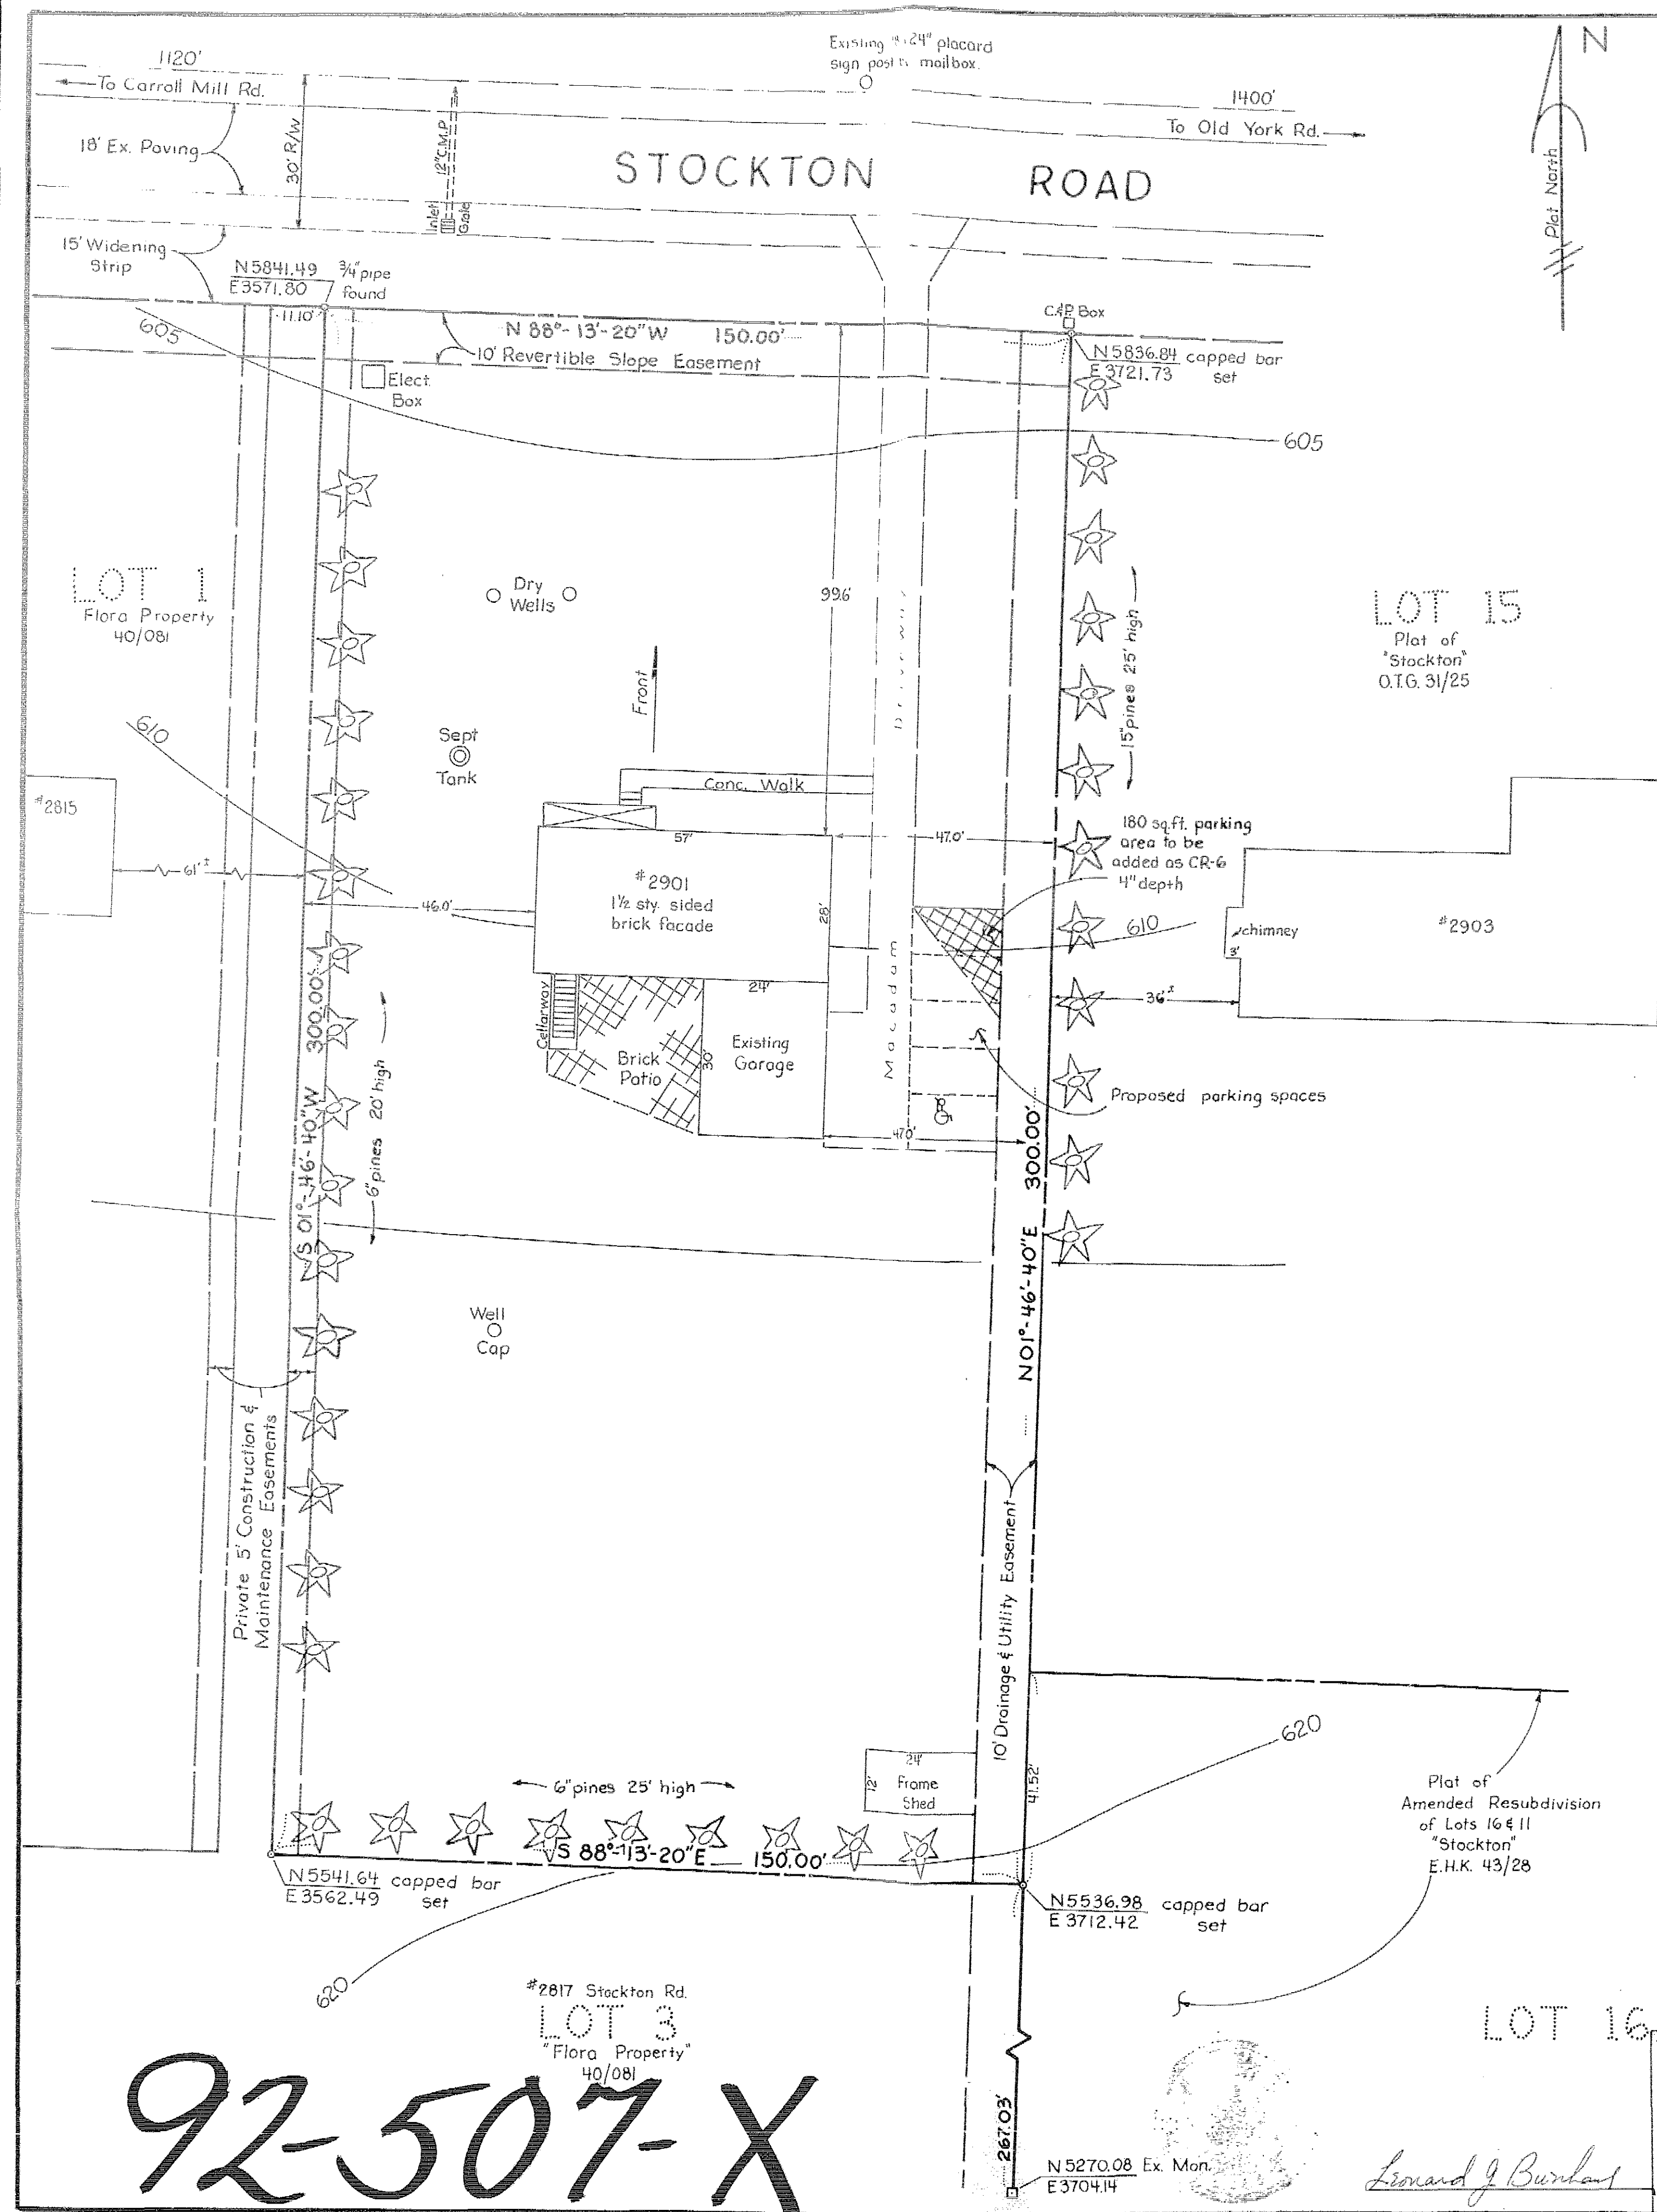 Existing 24" placard
sign post mailbox.
1120'
To Carroll Mill Rd.
1400'
To Old York Rd.
N
Plat North
18' Ex. Paving
30' R/W
12" C.M.P.
Inlet
Grate
STOCKTON ROAD
15' Widening
Strip
N5841.49
E3571.80
3/4" pipe
found
11.10'
605
N 88°-13'-20" W 150.00'
10' Revertible Slope Easement
C&P Box
N5836.84 capped bar
E3721.73 set
Elect.
Box
605
LOT 1
Flora Property
40/081
Dry
Wells
99.6'
15" pines 25' high
LOT 15
Plat of
"Stockton"
O.T.G. 31/25
Front
610
Sept
Tank
Conc. Walk
#2815
57'
47.0'
180 sq.ft. parking
area to be
added as CR-6
4" depth
61'±
#2901
1½ sty. sided
brick facade
28'
46.0'
610
chimney
3'
#2903
Macadam
36'±
24'
Cellarway
Brick
Patio
30'
Existing
Garage
Proposed parking spaces
47.0'
S 01°-46'-40" W 300.00'
6" pines 20' high
N 01°-46'-40" E 300.00'
Well
Cap
Private 5' Construction &
Maintenance Easements
10' Drainage & Utility Easement
24'
12'
Frame
Shed
41.52'
620
6" pines 25' high
S 88°-13'-20" E 150.00'
Plat of
Amended Resubdivision
of Lots 16 & 11
"Stockton"
E.H.K. 43/28
N5541.64 capped bar
E3562.49 set
N5536.98 capped bar
E3712.42 set
620
#2817 Stockton Rd.
LOT 3
"Flora Property"
40/081
LOT 16
92-507-X
267.03'
N5270.08 Ex. Mon.
E3704.14
Leonard J